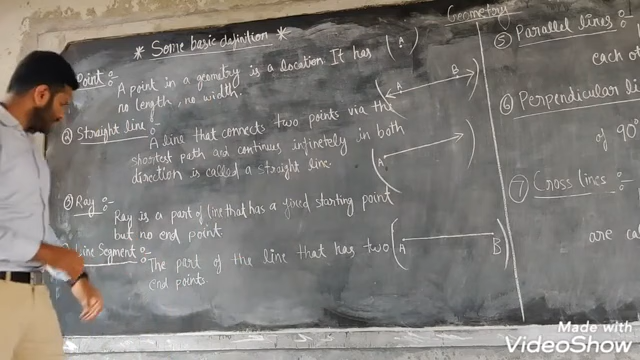 Geometry
* Some basic definition *
Point :-
A point in a geometry is a location. It has
no length, no width.
(A)
② Straight line :-
A line that connects two points via the
shortest path and continues infinetely in both
direction is called a straight line.
A B
③ Ray :-
Ray is a part of line that has a fixed starting point
but no end point
A
Line Segment :-
The part of the line that has two
end points.
A B
⑤ Parallel lines :-
each oth
⑥ Perpendicular li
of 90°
⑦ Cross lines :-
are cal
Made with
VideoShow